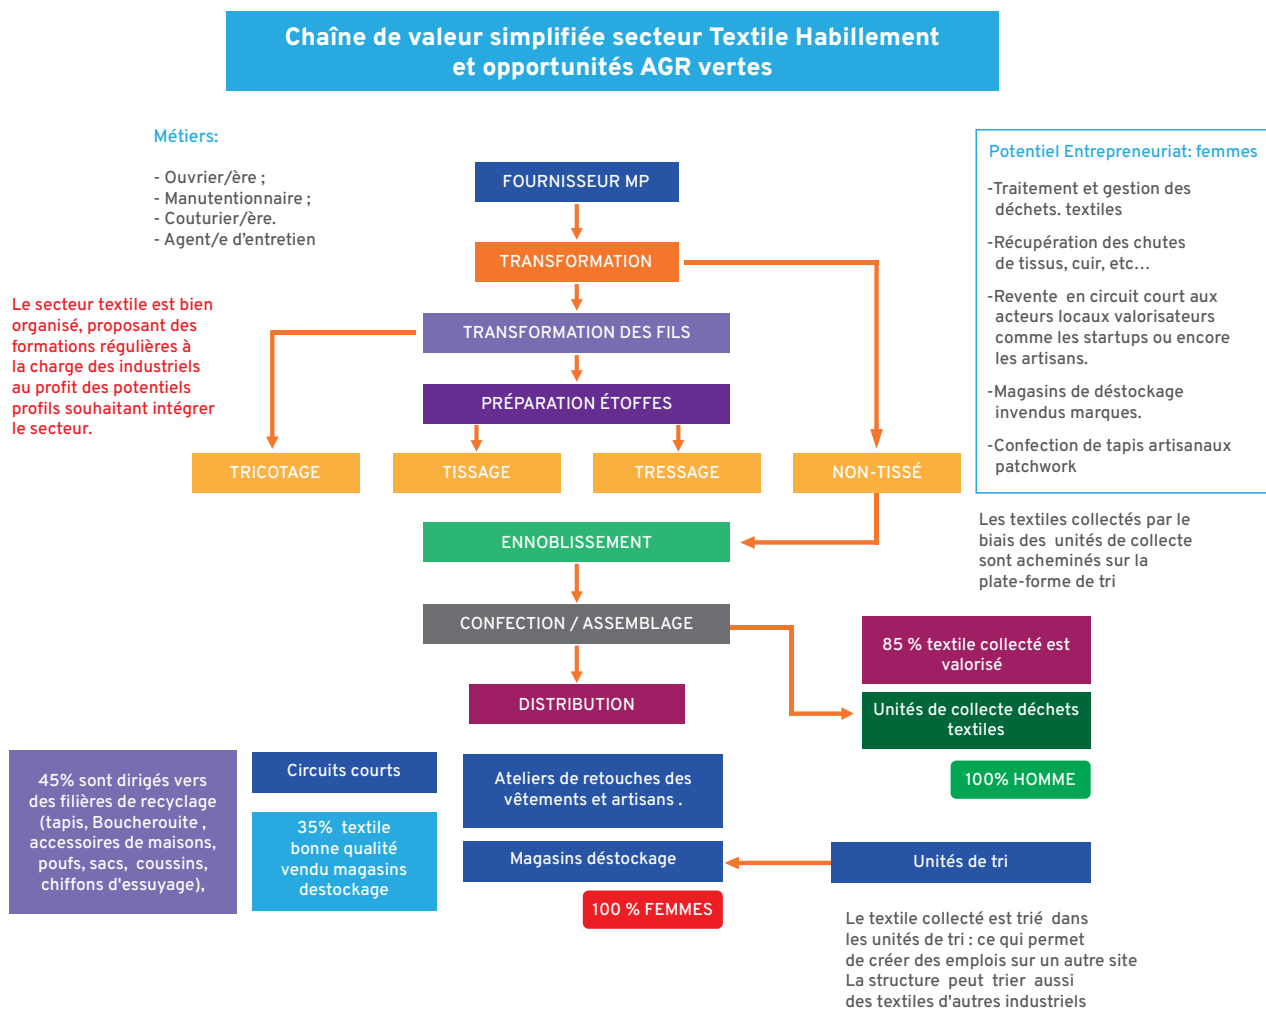 Chaîne de valeur simplifiée secteur Textile Habillement
et opportunités AGR vertes
Métiers:
- Ouvrier/ère ;
- Manutentionnaire ;
- Couturier/ère.
- Agent/e d'entretien
Le secteur textile est bien
organisé, proposant des
formations régulières à
la charge des industriels
au profit des potentiels
profils souhaitant intégrer
le secteur.
FOURNISSEUR MP
TRANSFORMATION
TRANSFORMATION DES FILS
PRÉPARATION ÉTOFFES
TRICOTAGE
TISSAGE
TRESSAGE
NON-TISSÉ
ENNOBLISSEMENT
CONFECTION / ASSEMBLAGE
DISTRIBUTION
Potentiel Entrepreneuriat: femmes
-Traitement et gestion des
déchets. textiles
-Récupération des chutes
de tissus, cuir, etc...
-Revente en circuit court aux
acteurs locaux valorisateurs
comme les startups ou encore
les artisans.
-Magasins de déstockage
invendus marques.
-Confection de tapis artisanaux
patchwork
Les textiles collectés par le
biais des unités de collecte
sont acheminés sur la
plate-forme de tri
85 % textile collecté est
valorisé
Unités de collecte déchets
textiles
100% HOMME
45% sont dirigés vers
des filières de recyclage
(tapis, Boucherouite ,
accessoires de maisons,
poufs, sacs, coussins,
chiffons d'essuyage),
Circuits courts
35% textile
bonne qualité
vendu magasins
destockage
Ateliers de retouches des
vêtements et artisans .
Magasins déstockage
100 % FEMMES
Unités de tri
Le textile collecté est trié dans
les unités de tri : ce qui permet
de créer des emplois sur un autre site
La structure peut trier aussi
des textiles d'autres industriels